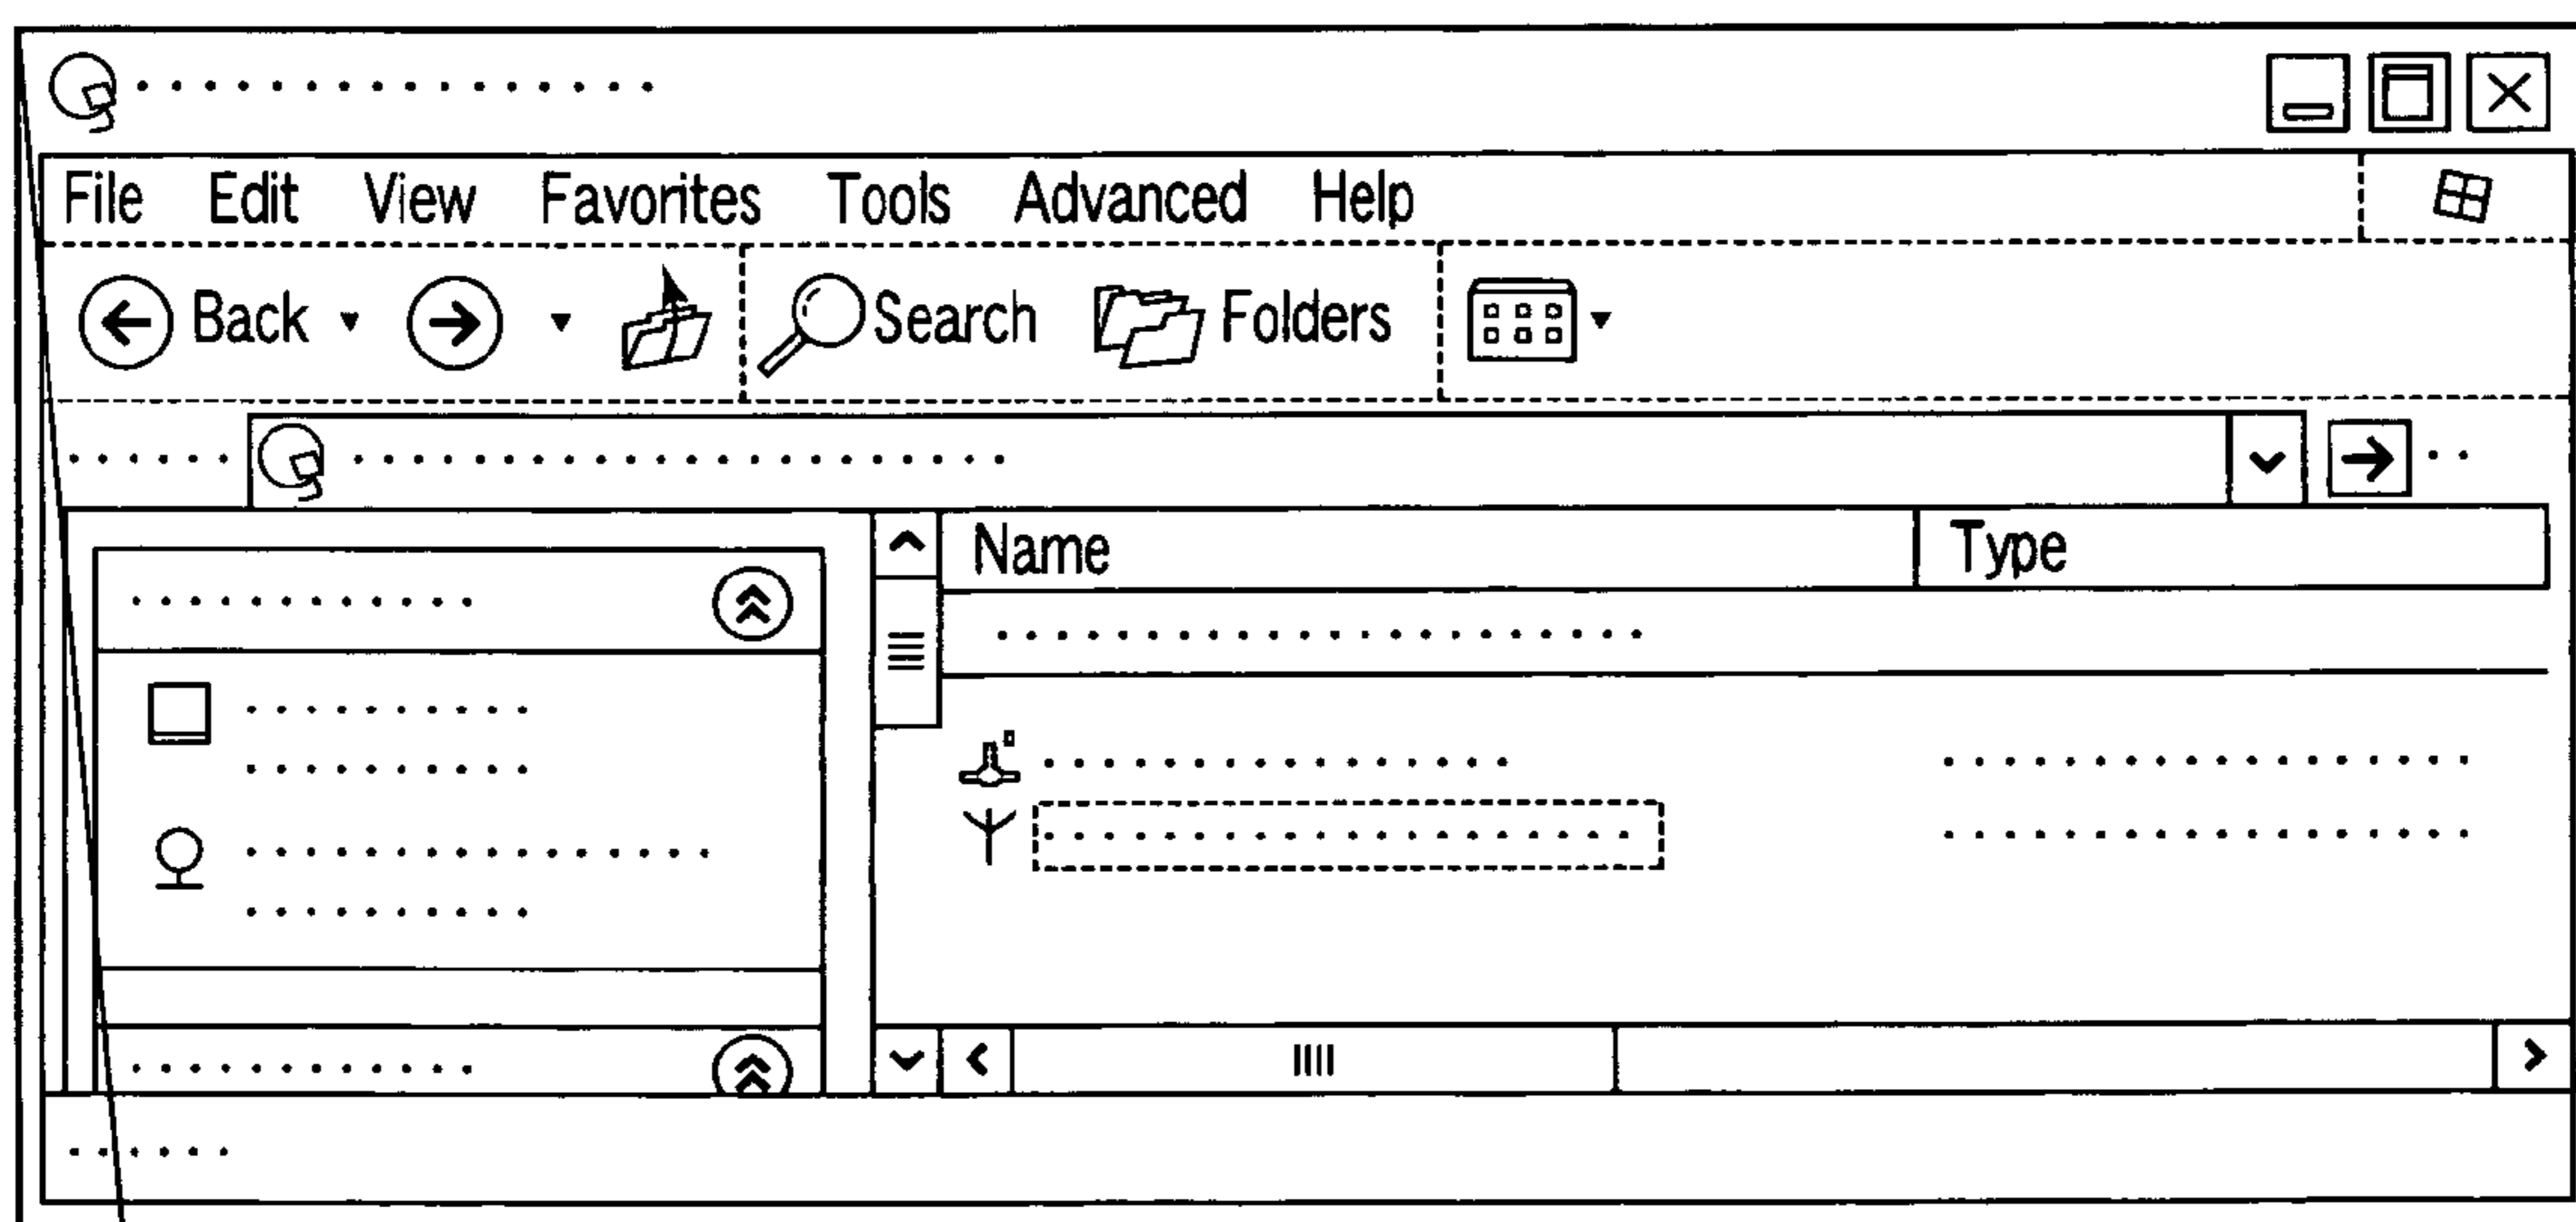 File Edit View Favorites Tools Advanced Help
Back Search Folders
Name Type